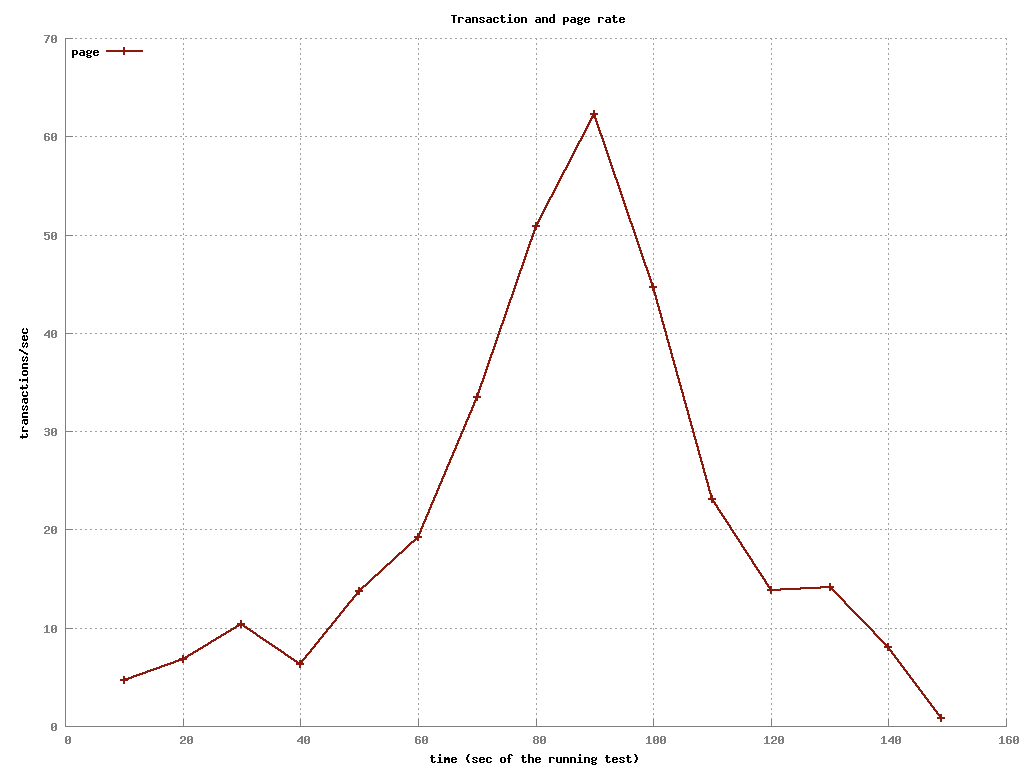 Transaction and page rate
page
70
60
50
40
30
20
10
0
transactions/sec
0 20 40 60 80 100 120 140 160
time (sec of the running test)